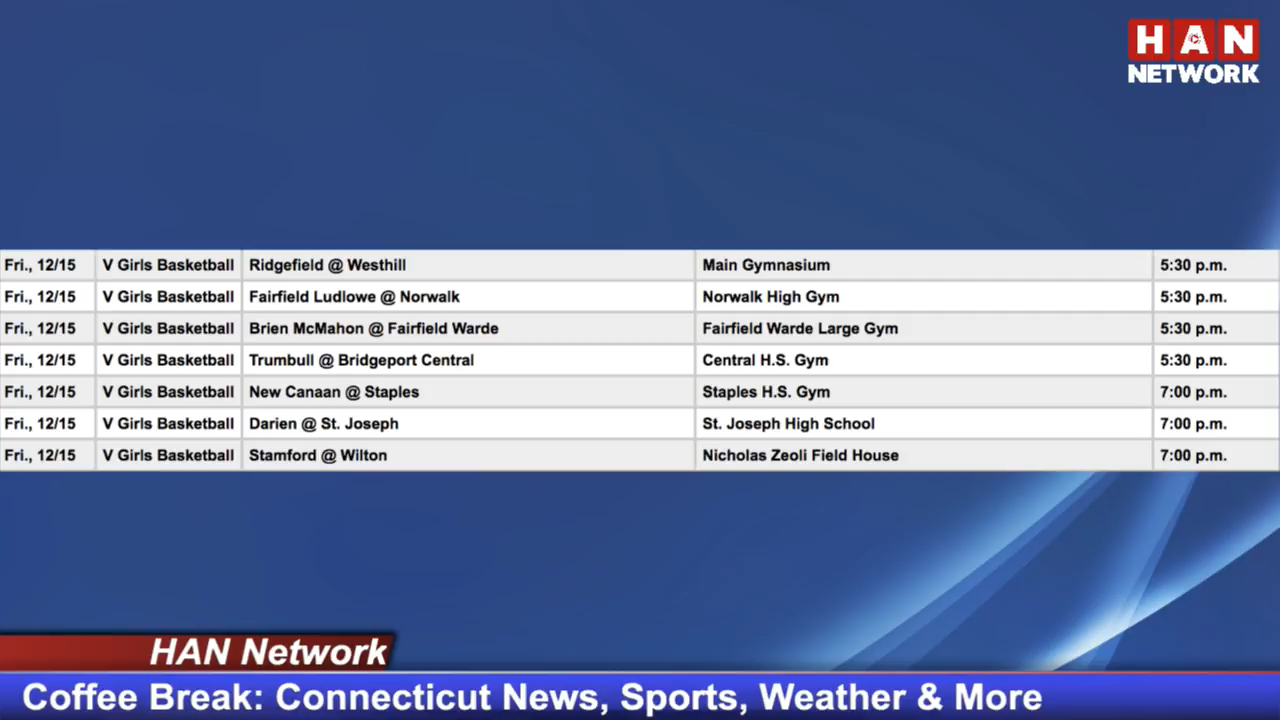 HAN
NETWORK
Fri., 12/15 V Girls Basketball Ridgefield @ Westhill Main Gymnasium 5:30 p.m.
Fri., 12/15 V Girls Basketball Fairfield Ludlowe @ Norwalk Norwalk High Gym 5:30 p.m.
Fri., 12/15 V Girls Basketball Brien McMahon @ Fairfield Warde Fairfield Warde Large Gym 5:30 p.m.
Fri., 12/15 V Girls Basketball Trumbull @ Bridgeport Central Central H.S. Gym 5:30 p.m.
Fri., 12/15 V Girls Basketball New Canaan @ Staples Staples H.S. Gym 7:00 p.m.
Fri., 12/15 V Girls Basketball Darien @ St. Joseph St. Joseph High School 7:00 p.m.
Fri., 12/15 V Girls Basketball Stamford @ Wilton Nicholas Zeoli Field House 7:00 p.m.
HAN Network
Coffee Break: Connecticut News, Sports, Weather & More